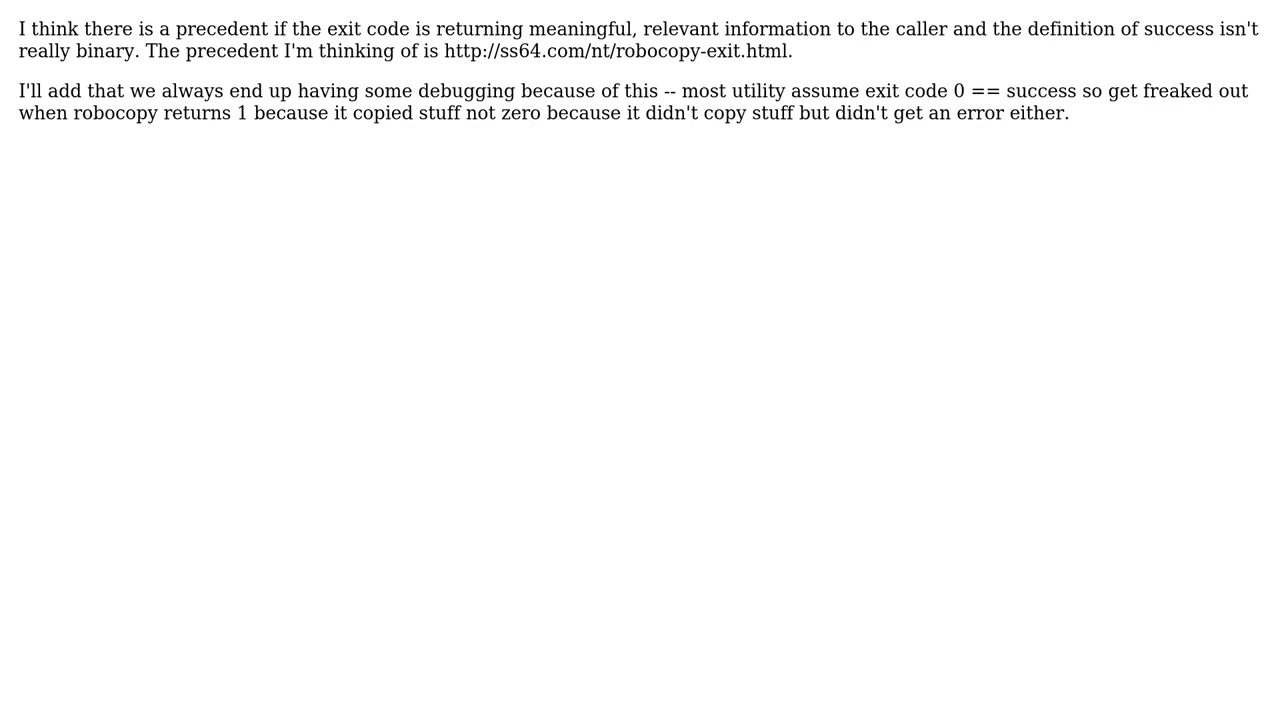 I think there is a precedent if the exit code is returning meaningful, relevant information to the caller and the definition of success isn't
really binary. The precedent I'm thinking of is http://ss64.com/nt/robocopy-exit.html.
I'll add that we always end up having some debugging because of this -- most utility assume exit code 0 == success so get freaked out
when robocopy returns 1 because it copied stuff not zero because it didn't copy stuff but didn't get an error either.